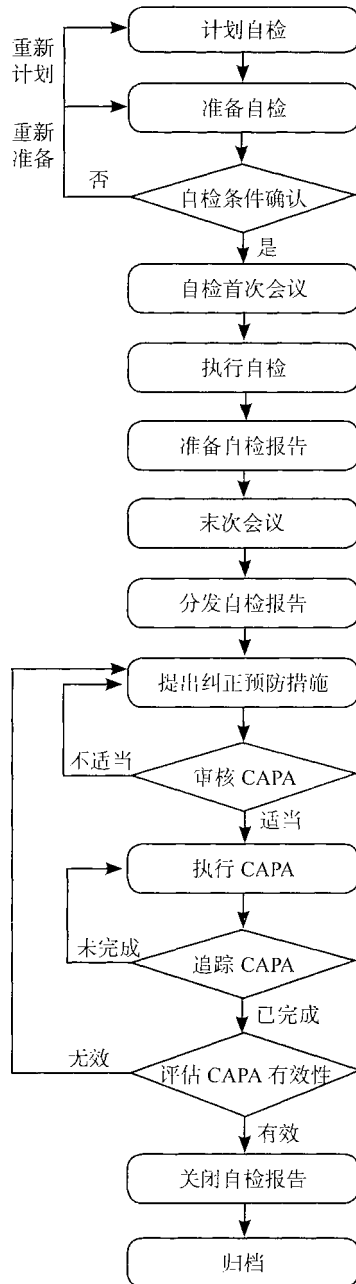 计划自检
重新
计划
准备自检
重新
准备
否
自检条件确认
是
自检首次会议
执行自检
准备自检报告
末次会议
分发自检报告
提出纠正预防措施
不适当
审核 CAPA
适当
执行 CAPA
未完成
追踪 CAPA
已完成
无效
评估 CAPA 有效性
有效
关闭自检报告
归档